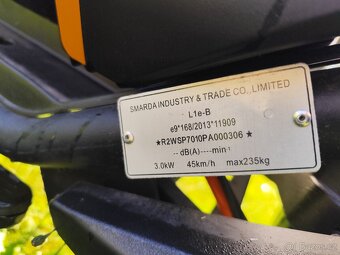 SMARDA INDUSTRY & TRADE CO., LIMITED
L1e-B
e9*168/2013*11909
★R2WSP7010PA000306★
-- dB(A)----min-¹
3.0kW 45km/h max235kg